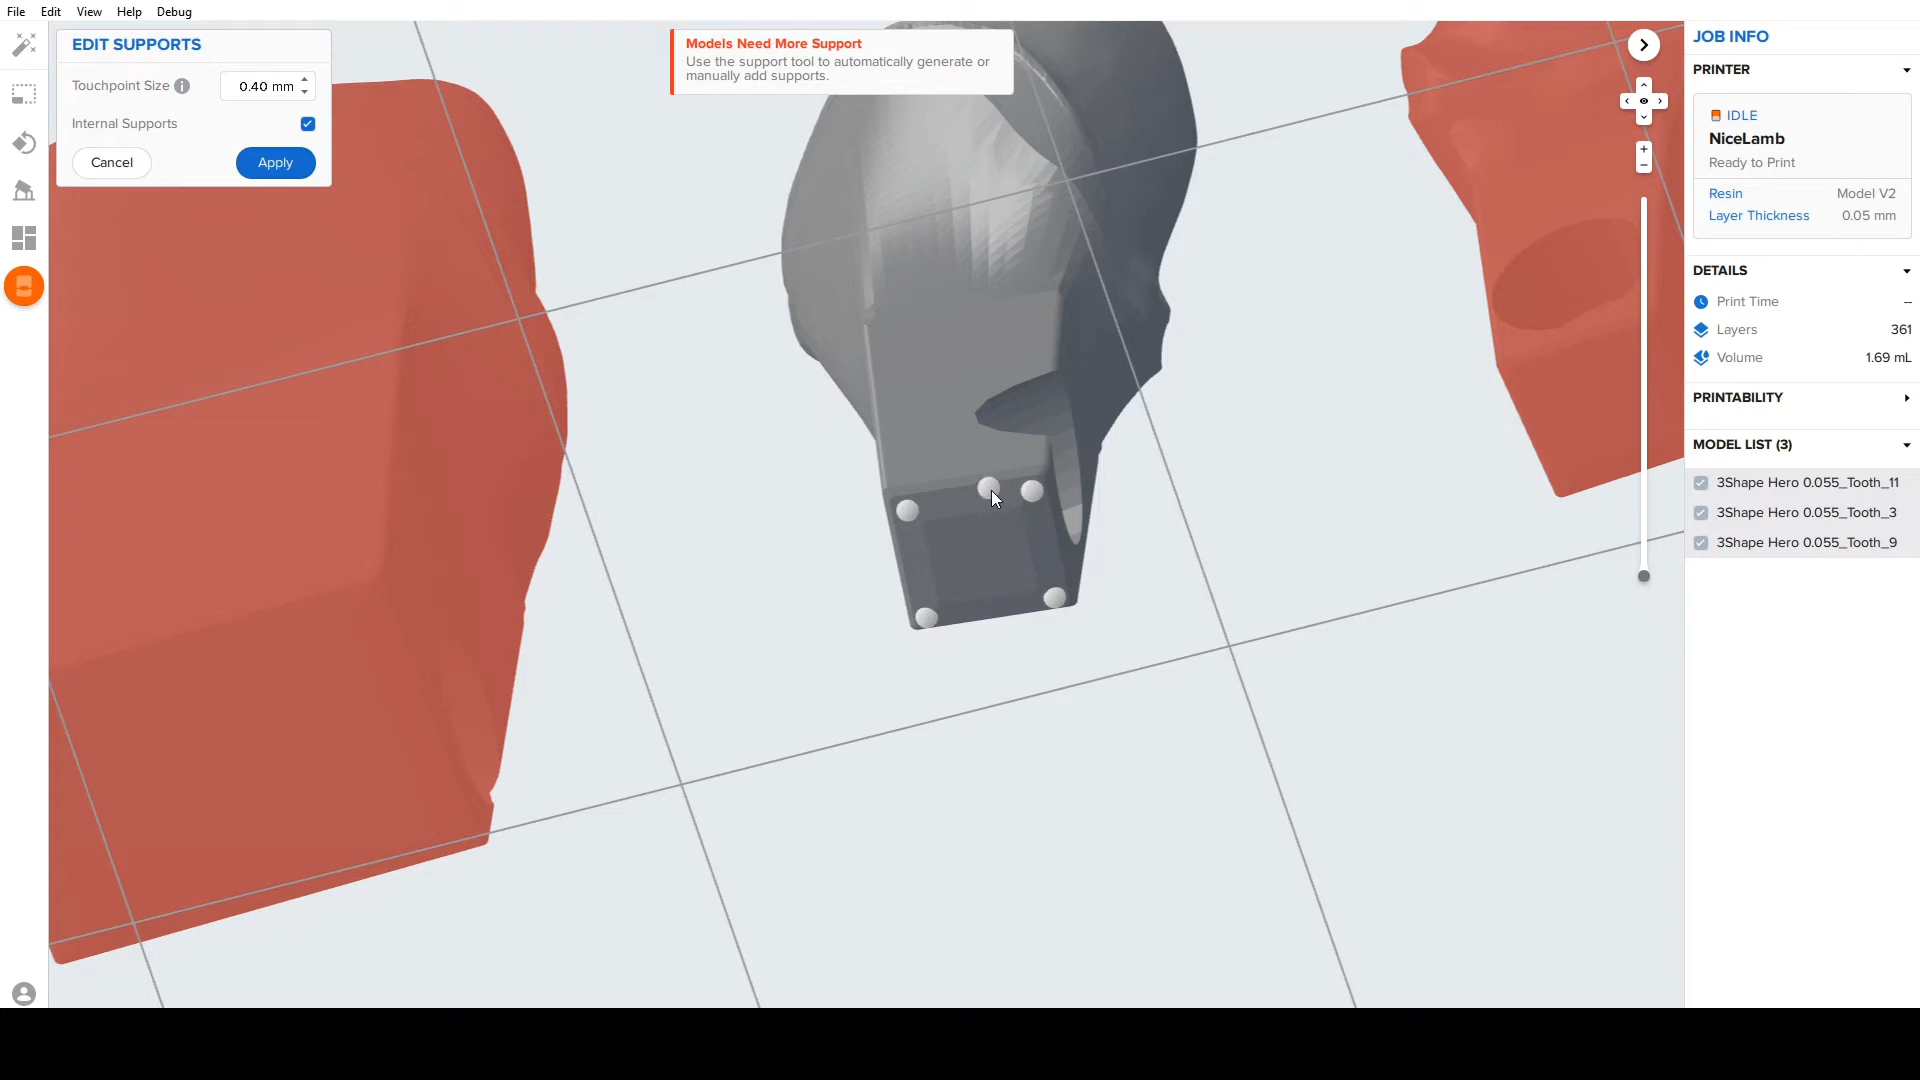 File Edit View Help Debug
EDIT SUPPORTS
Touchpoint Size 0.40 mm
Internal Supports
Cancel Apply
Models Need More Support
Use the support tool to automatically generate or
manually add supports.
JOB INFO
PRINTER
IDLE
NiceLamb
Ready to Print
Resin Model V2
Layer Thickness 0.05 mm
DETAILS
Print Time --
Layers 361
Volume 1.69 mL
PRINTABILITY
MODEL LIST (3)
3Shape Hero 0.055_Tooth_11
3Shape Hero 0.055_Tooth_3
3Shape Hero 0.055_Tooth_9